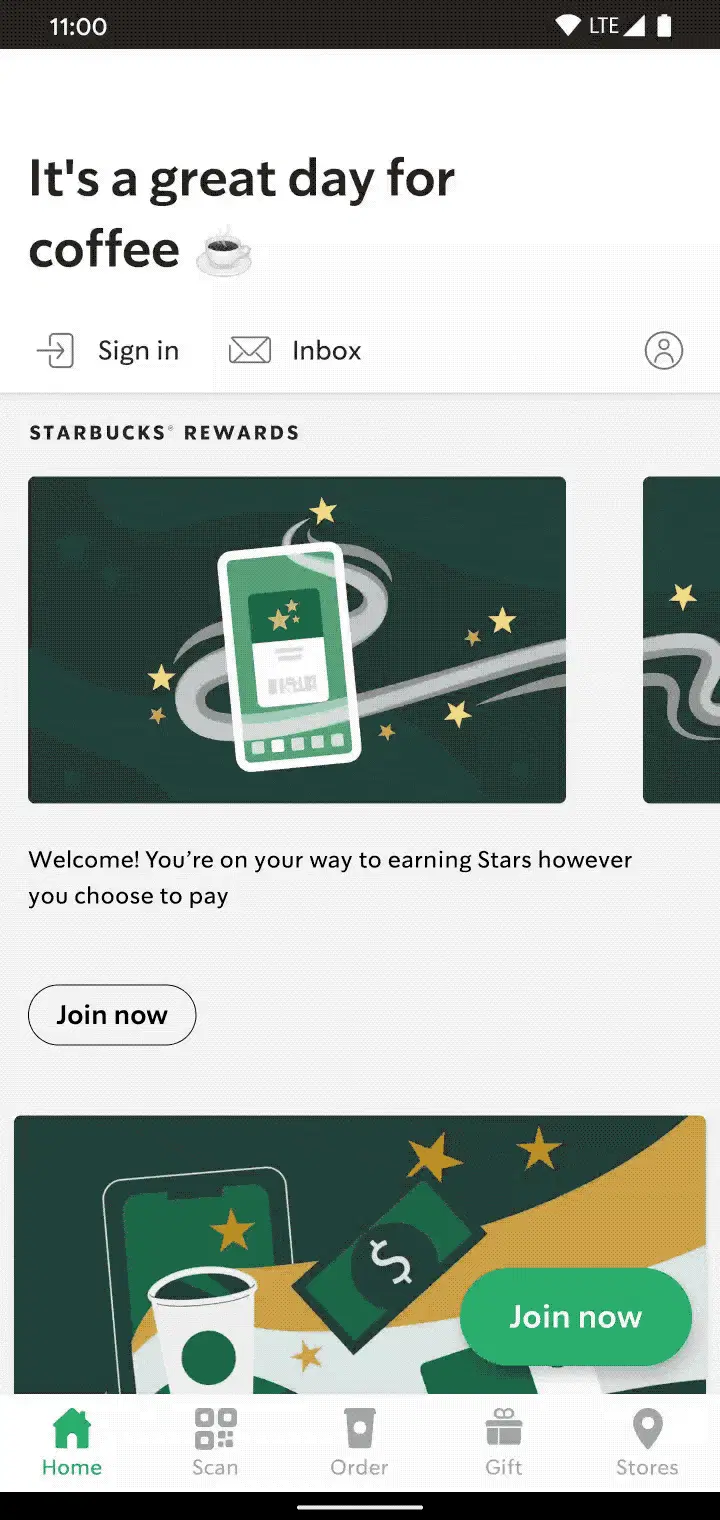 11:00
LTE
It's a great day for
coffee
Sign in
Inbox
STARBUCKS® REWARDS
Welcome! You’re on your way to earning Stars however
you choose to pay
Join now
$
Join now
Home
Scan
Order
Gift
Stores